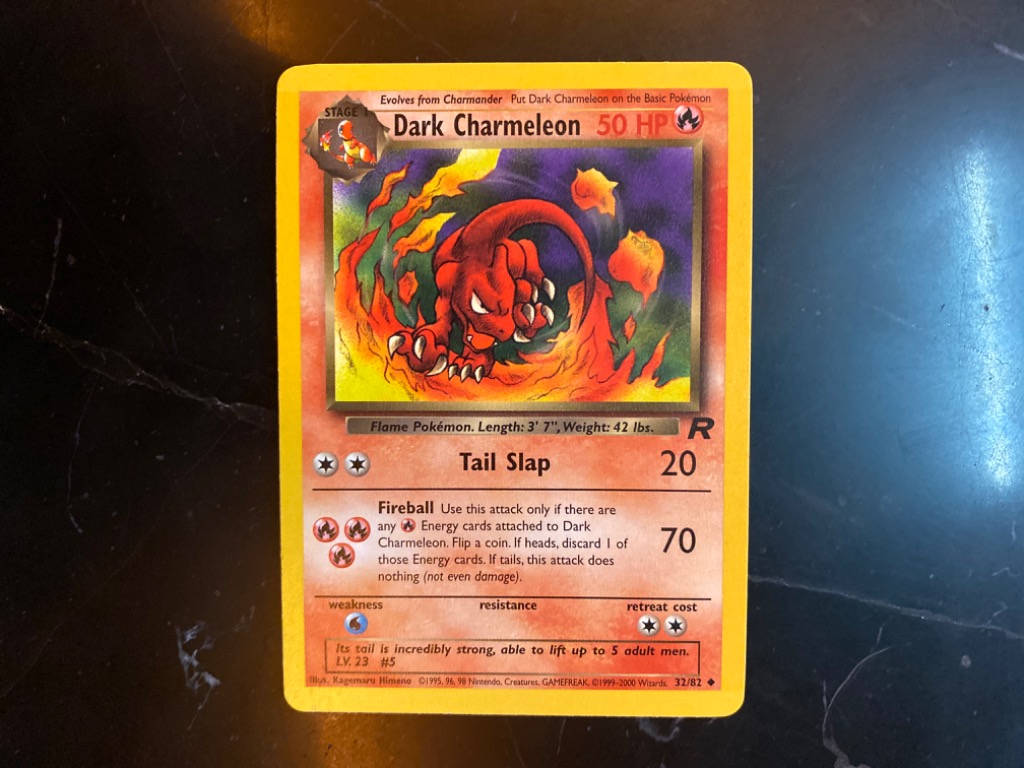 Evolves from Charmander Put Dark Charmeleon on the Basic Pokémon
STAGE 1
Dark Charmeleon 50 HP
Flame Pokémon. Length: 3' 7", Weight: 42 lbs.
R
Tail Slap 20
Fireball Use this attack only if there are
any Energy cards attached to Dark
Charmeleon. Flip a coin. If heads, discard 1 of
those Energy cards. If tails, this attack does
nothing (not even damage).
70
weakness resistance retreat cost
Its tail is incredibly strong, able to lift up to 5 adult men.
LV. 23 #5
Illus. Kagemaru Himeno ©1995, 96, 98 Nintendo, Creatures, GAMEFREAK. ©1999-2000 Wizards. 32/82